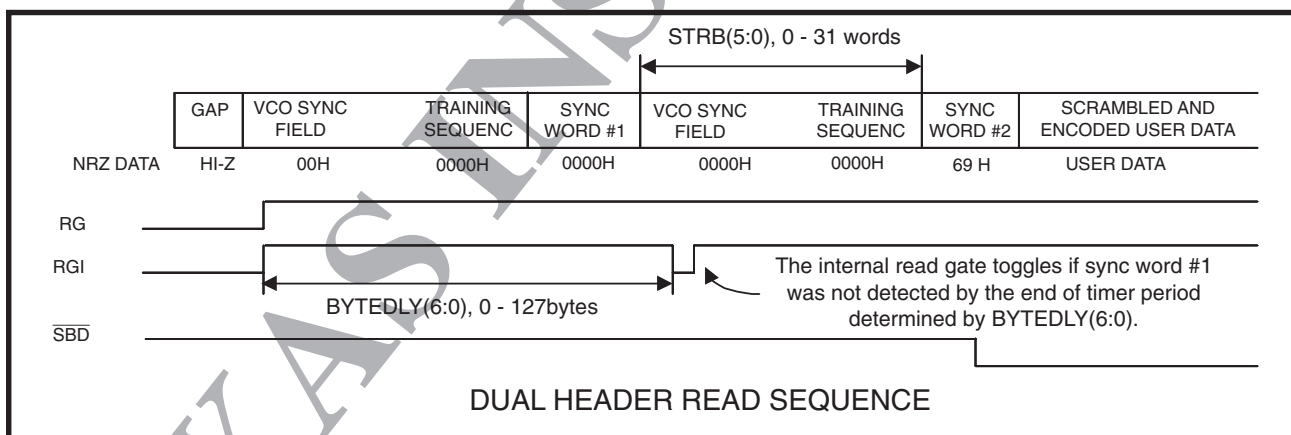 STRB(5:0), 0 - 31 words
GAP VCO SYNC FIELD TRAINING SEQUENC SYNC WORD #1 VCO SYNC FIELD TRAINING SEQUENC SYNC WORD #2 SCRAMBLED AND ENCODED USER DATA
NRZ DATA HI-Z 00H 0000H 0000H 0000H 0000H 69 H USER DATA
RG
RGI
BYTEDLY(6:0), 0 - 127bytes
The internal read gate toggles if sync word #1
was not detected by the end of timer period
determined by BYTEDLY(6:0).
SBD
DUAL HEADER READ SEQUENCE
XAS INS